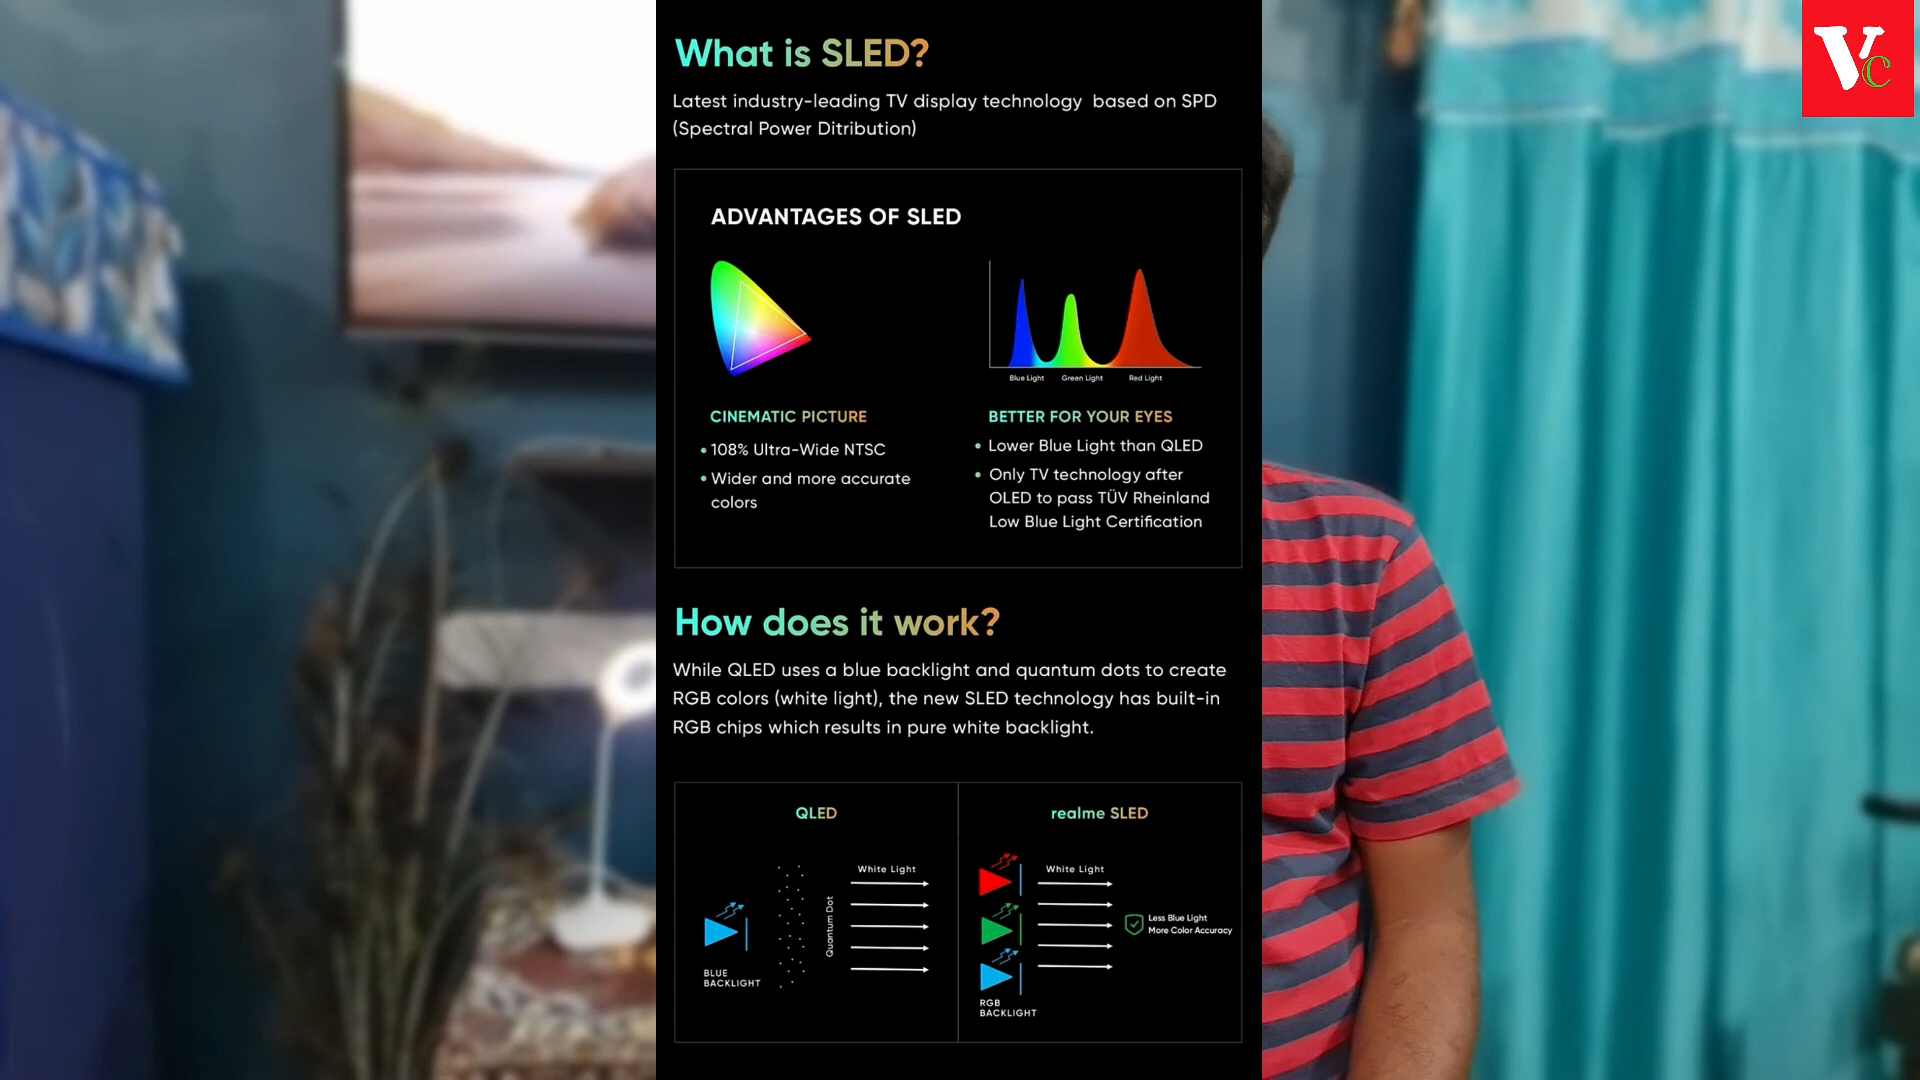 What is SLED?
Latest industry-leading TV display technology based on SPD
(Spectral Power Ditribution)
ADVANTAGES OF SLED
Blue Light Green Light Red Light
CINEMATIC PICTURE
• 108% Ultra-Wide NTSC
• Wider and more accurate
colors
BETTER FOR YOUR EYES
• Lower Blue Light than QLED
• Only TV technology after
OLED to pass TÜV Rheinland
Low Blue Light Certification
How does it work?
While QLED uses a blue backlight and quantum dots to create
RGB colors (white light), the new SLED technology has built-in
RGB chips which results in pure white backlight.
QLED
White Light
Quantum Dot
BLUE
BACKLIGHT
realme SLED
White Light
Less Blue Light
More Color Accuracy
RGB
BACKLIGHT
VC